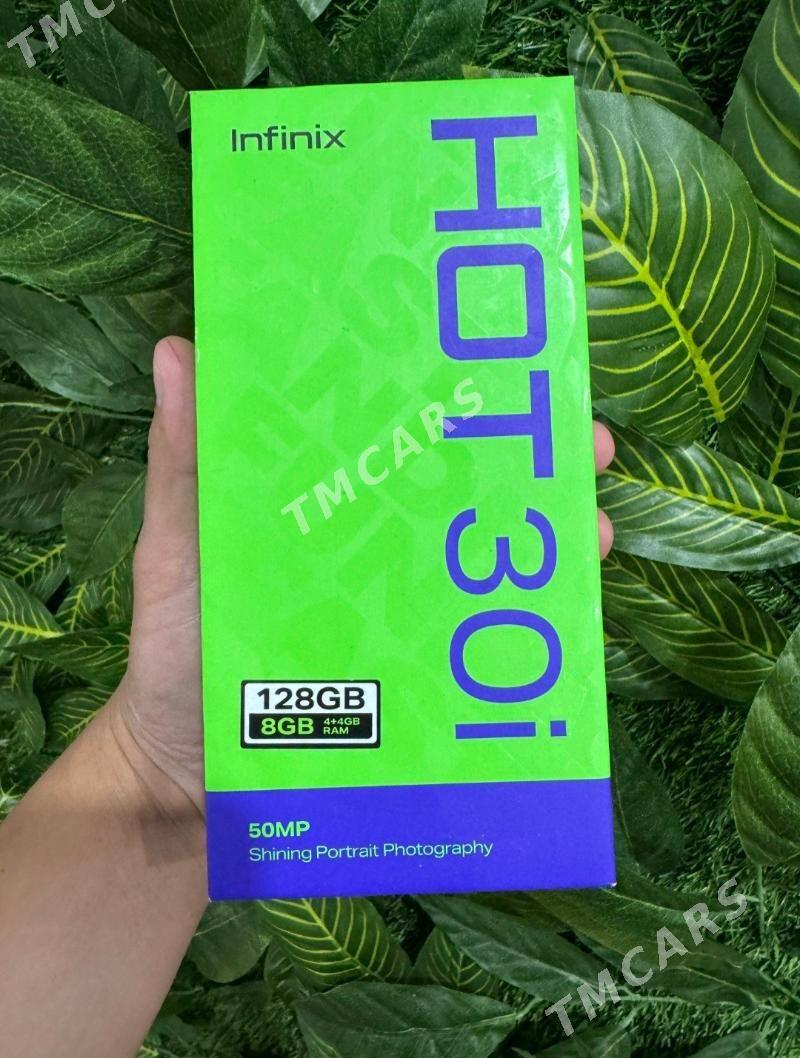 TMCARS
Infinix
HOT 30i
TMCARS
128GB
8GB 4+4GB
RAM
50MP
Shining Portrait Photography
TMCARS